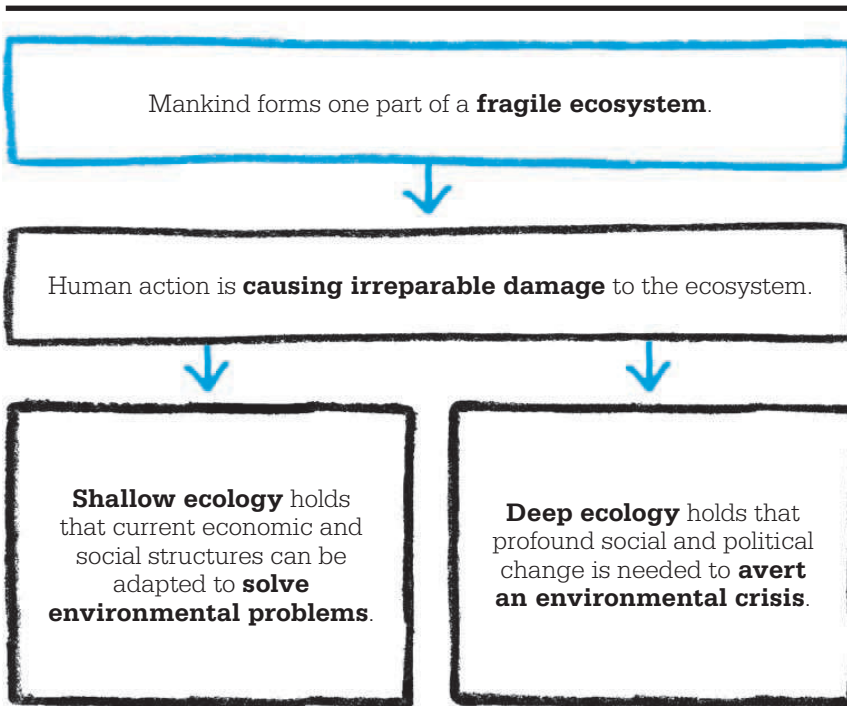 Mankind forms one part of a fragile ecosystem.
Human action is causing irreparable damage to the ecosystem.
Shallow ecology holds
that current economic and
social structures can be
adapted to solve
environmental problems.
Deep ecology holds that
profound social and political
change is needed to avert
an environmental crisis.